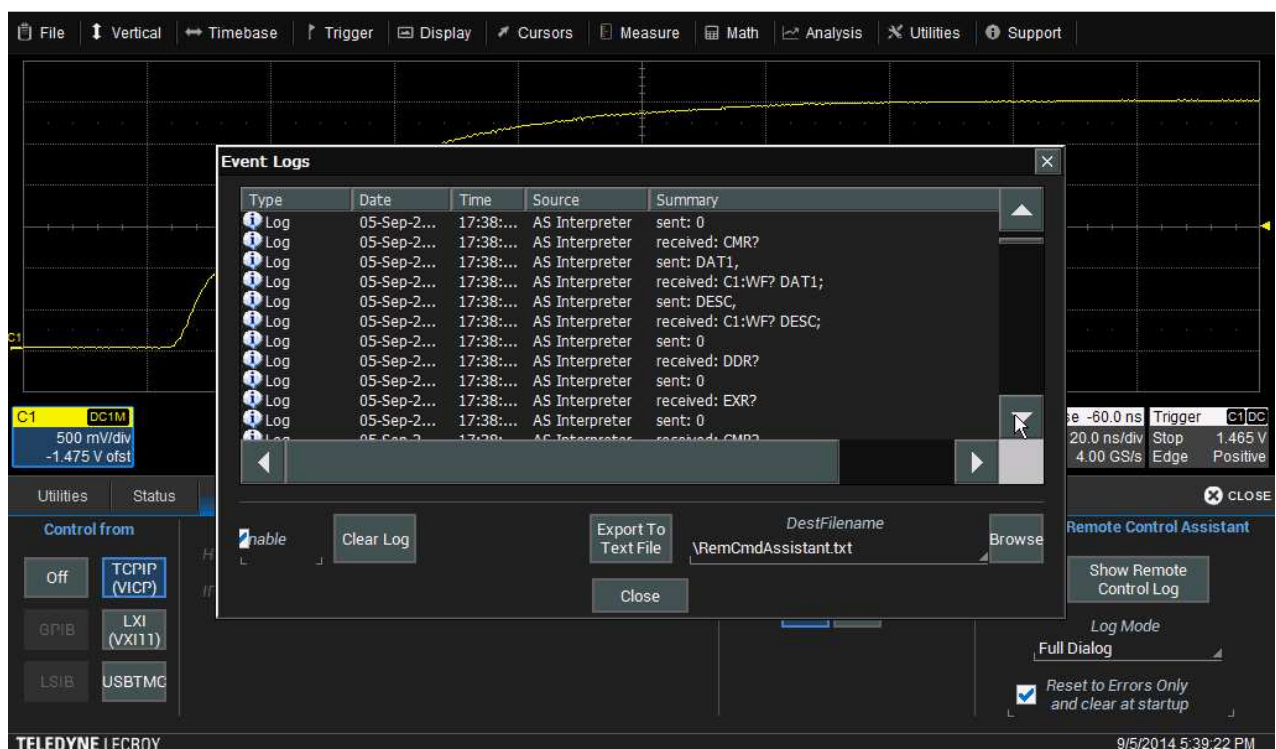 File Vertical Timebase Trigger Display Cursors Measure Math Analysis Utilities Support
Event Logs
Type Date Time Source Summary
Log 05-Sep-2... 17:38:... AS Interpreter sent: 0
Log 05-Sep-2... 17:38:... AS Interpreter received: CMR?
Log 05-Sep-2... 17:38:... AS Interpreter sent: DAT1,
Log 05-Sep-2... 17:38:... AS Interpreter received: C1:WF? DAT1;
Log 05-Sep-2... 17:38:... AS Interpreter sent: DESC,
Log 05-Sep-2... 17:38:... AS Interpreter received: C1:WF? DESC;
Log 05-Sep-2... 17:38:... AS Interpreter sent: 0
Log 05-Sep-2... 17:38:... AS Interpreter received: DDR?
Log 05-Sep-2... 17:38:... AS Interpreter sent: 0
Log 05-Sep-2... 17:38:... AS Interpreter received: EXR?
Log 05-Sep-2... 17:38:... AS Interpreter sent: 0
Log 05-Sep-2... 17:38:... AS Interpreter received: CMR?
C1
C1 DC1M
500 mV/div
-1.475 V ofst
-60.0 ns Trigger C1 DC
20.0 ns/div Stop 1.465 V
4.00 GS/s Edge Positive
Utilities Status
CLOSE
Control from
Off TCPIP (VICP)
GPIB LXI (VXI11)
LSIB USBTMC
Clear Log
Export To
Text File
DestFilename
\RemCmdAssistant.txt
Browse
Close
Remote Control Assistant
Show Remote
Control Log
Log Mode
Full Dialog
Reset to Errors Only
and clear at startup
TELEDYNE LECROY
9/5/2014 5:39:22 PM